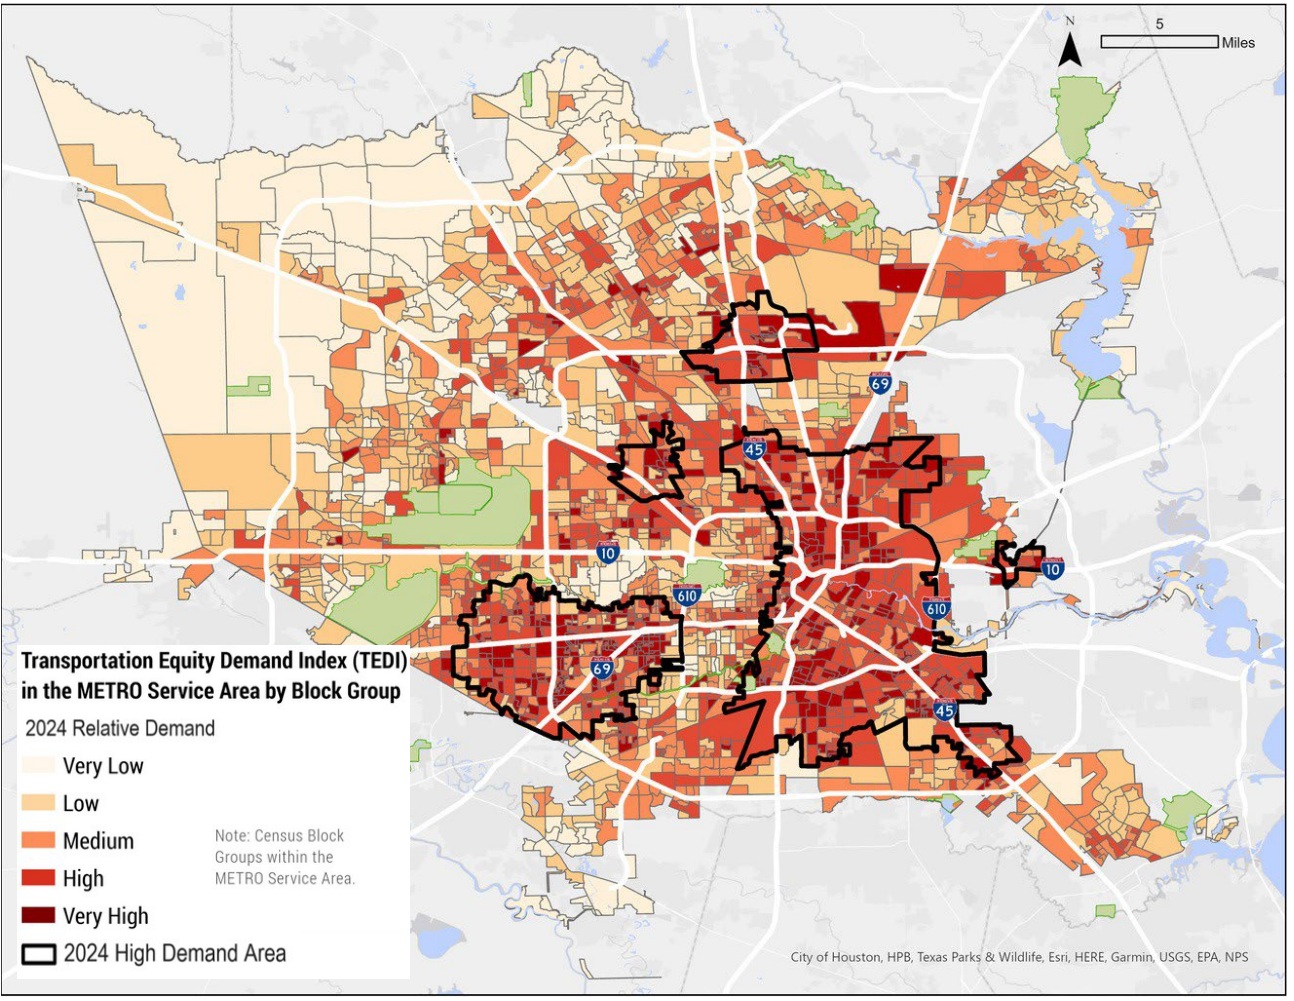 N
5
Miles
69
45
10
10
610
610
69
45
Transportation Equity Demand Index (TEDI)
in the METRO Service Area by Block Group
2024 Relative Demand
Very Low
Low
Medium
High
Very High
2024 High Demand Area
Note: Census Block
Groups within the
METRO Service Area.
City of Houston, HPB, Texas Parks & Wildlife, Esri, HERE, Garmin, USGS, EPA, NPS